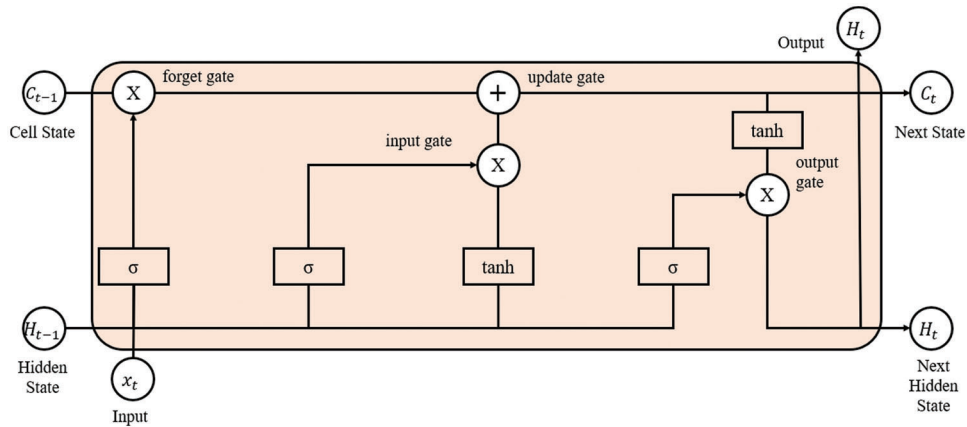 H_t
Output
forget gate
update gate
C_{t-1}
X
+
C_t
Cell State
Next State
tanh
input gate
X
output
gate
X
σ
σ
tanh
σ
H_{t-1}
H_t
Hidden
State
x_t
Next
Hidden
State
Input